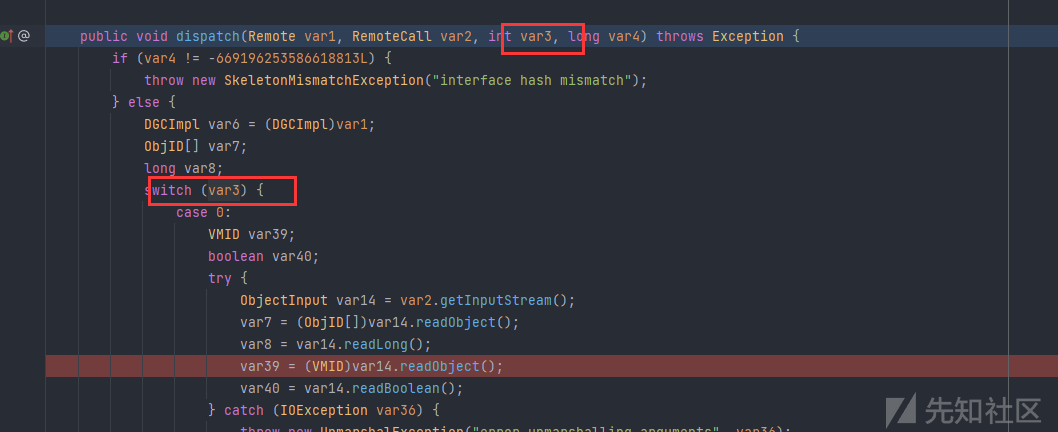 public void dispatch(Remote var1, RemoteCall var2, int var3, long var4) throws Exception {
if (var4 != -669196253586618813L) {
throw new SkeletonMismatchException("interface hash mismatch");
} else {
DGCImpl var6 = (DGCImpl)var1;
ObjID[] var7;
long var8;
switch (var3) {
case 0:
VMID var39;
boolean var40;
try {
ObjectInput var14 = var2.getInputStream();
var7 = (ObjID[])var14.readObject();
var8 = var14.readLong();
var39 = (VMID)var14.readObject();
var40 = var14.readBoolean();
} catch (IOException var36) {
throw new UnmarshalException("error unmarshalling arguments", var36);
先知社区